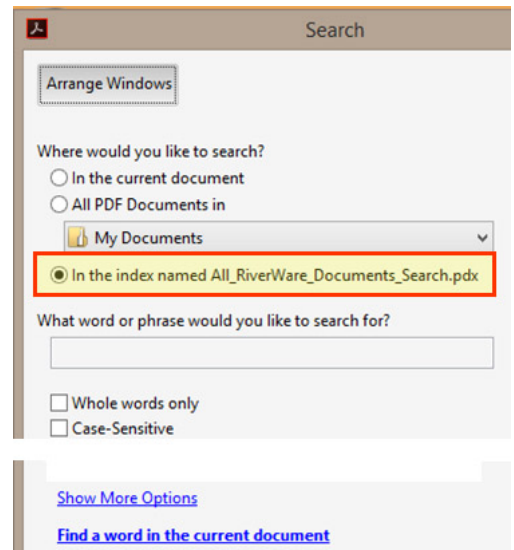 Search
Arrange Windows
Where would you like to search?
In the current document
All PDF Documents in
My Documents
In the index named All_RiverWare_Documents_Search.pdx
What word or phrase would you like to search for?
Whole words only
Case-Sensitive
Show More Options
Find a word in the current document